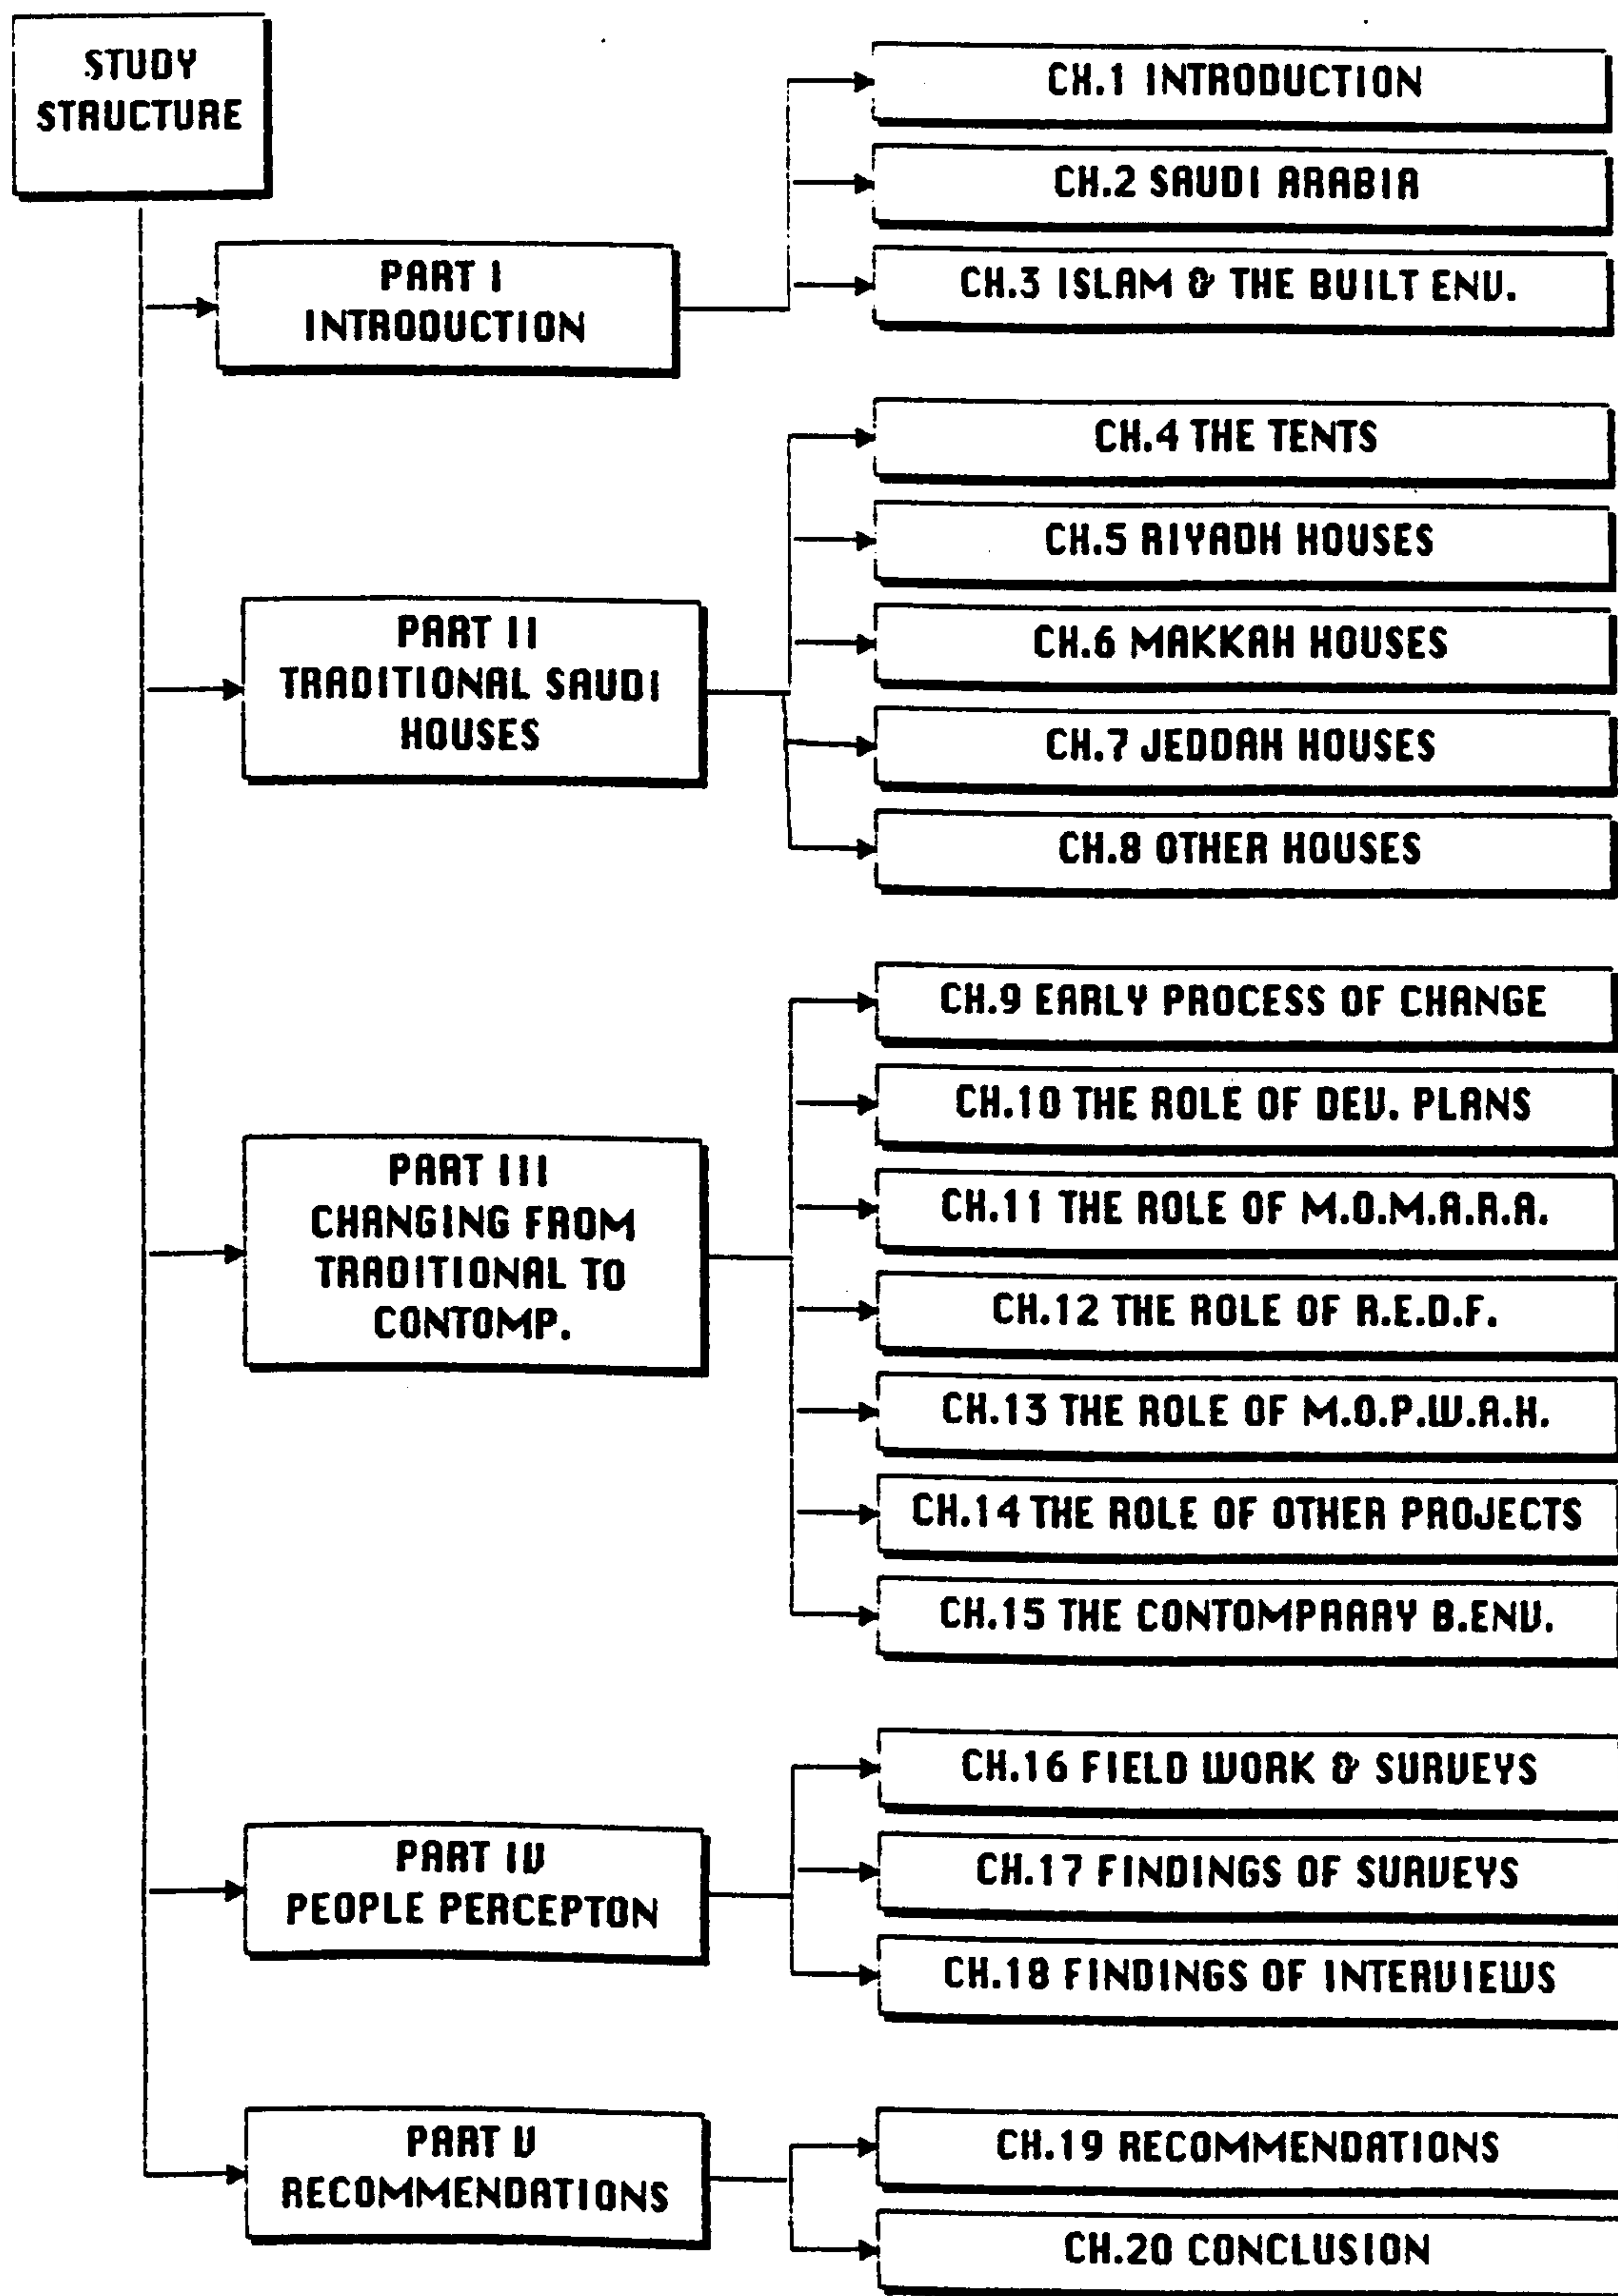 STUDY
STRUCTURE
PART I
INTRODUCTION
CH.1 INTRODUCTION
CH.2 SAUDI ARABIA
CH.3 ISLAM & THE BUILT ENV.
PART II
TRADITIONAL SAUDI
HOUSES
CH.4 THE TENTS
CH.5 RIYADH HOUSES
CH.6 MAKKAH HOUSES
CH.7 JEDDAH HOUSES
CH.8 OTHER HOUSES
PART III
CHANGING FROM
TRADITIONAL TO
CONTOMP.
CH.9 EARLY PROCESS OF CHANGE
CH.10 THE ROLE OF DEV. PLANS
CH.11 THE ROLE OF M.O.M.A.R.A.
CH.12 THE ROLE OF R.E.D.F.
CH.13 THE ROLE OF M.O.P.W.A.H.
CH.14 THE ROLE OF OTHER PROJECTS
CH.15 THE CONTOMPRARY B.ENV.
PART IV
PEOPLE PERCEPTON
CH.16 FIELD WORK & SURVEYS
CH.17 FINDINGS OF SURVEYS
CH.18 FINDINGS OF INTERVIEWS
PART V
RECOMMENDATIONS
CH.19 RECOMMENDATIONS
CH.20 CONCLUSION